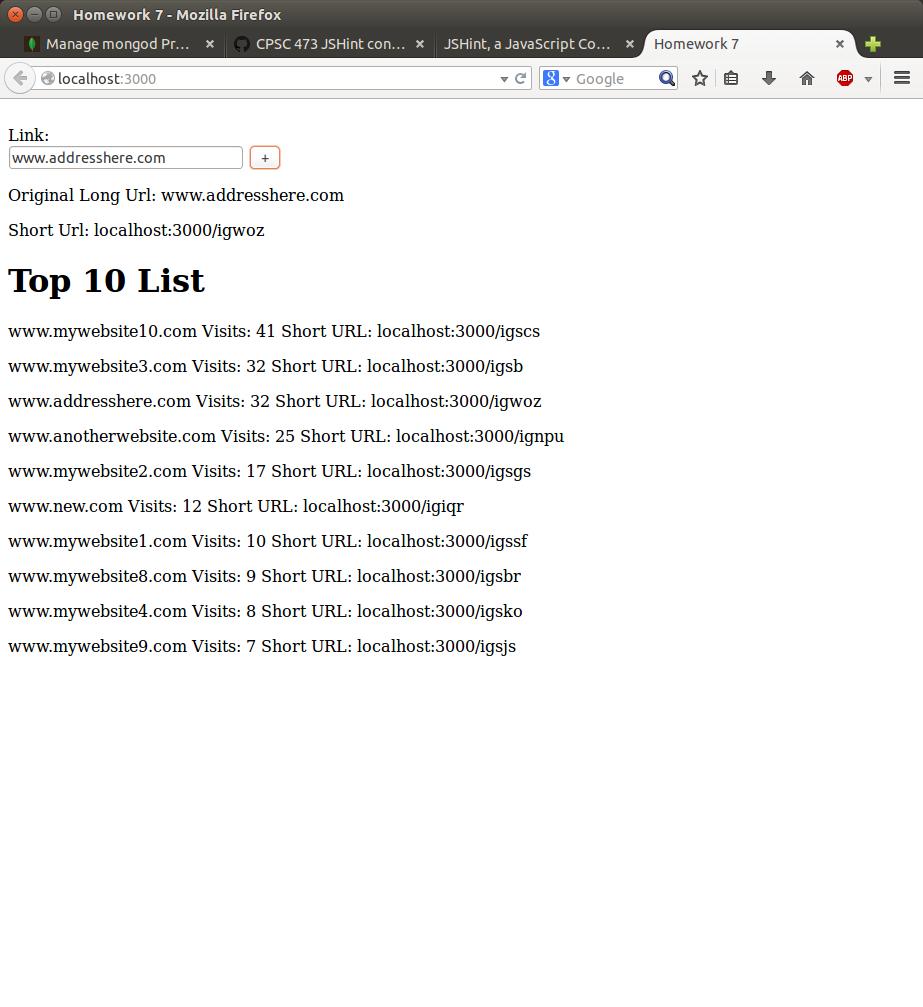 Homework 7 - Mozilla Firefox
Manage mongod Pr... CPSC 473 JSHint con... JSHint, a JavaScript Co... Homework 7
localhost:3000 Google ABP
Link:
www.addresshere.com +
Original Long Url: www.addresshere.com
Short Url: localhost:3000/igwoz
Top 10 List
www.mywebsite10.com Visits: 41 Short URL: localhost:3000/igscs
www.mywebsite3.com Visits: 32 Short URL: localhost:3000/igsb
www.addresshere.com Visits: 32 Short URL: localhost:3000/igwoz
www.anotherwebsite.com Visits: 25 Short URL: localhost:3000/ignpu
www.mywebsite2.com Visits: 17 Short URL: localhost:3000/igsgs
www.new.com Visits: 12 Short URL: localhost:3000/igiqr
www.mywebsite1.com Visits: 10 Short URL: localhost:3000/igssf
www.mywebsite8.com Visits: 9 Short URL: localhost:3000/igsbr
www.mywebsite4.com Visits: 8 Short URL: localhost:3000/igsko
www.mywebsite9.com Visits: 7 Short URL: localhost:3000/igsjs